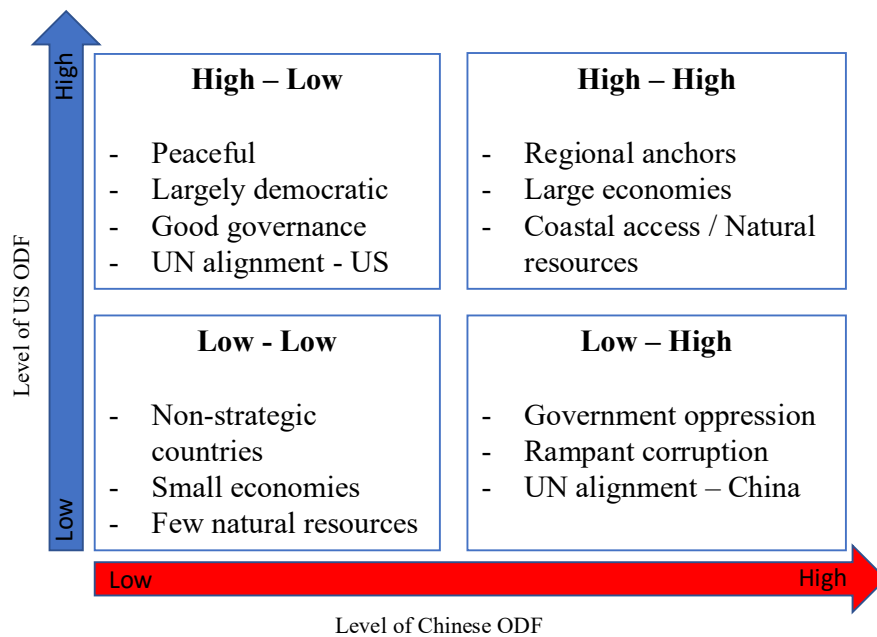 High
High – Low
- Peaceful
- Largely democratic
- Good governance
- UN alignment - US
High – High
- Regional anchors
- Large economies
- Coastal access / Natural
resources
Level of US ODF
Low - Low
- Non-strategic
countries
- Small economies
- Few natural resources
Low – High
- Government oppression
- Rampant corruption
- UN alignment – China
Low
Low
High
Level of Chinese ODF